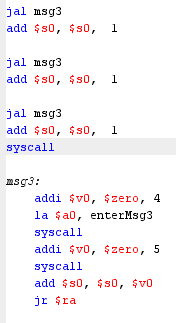 jal msg3
add $s0, $s0,  1
jal msg3
add $s0, $s0,  1
jal msg3
add $s0, $s0,  1
syscall
msg3:
addi $v0, $zero, 4
la $a0, enterMsg3
syscall
addi $v0, $zero, 5
syscall
add $s0, $s0, $v0
jr $ra